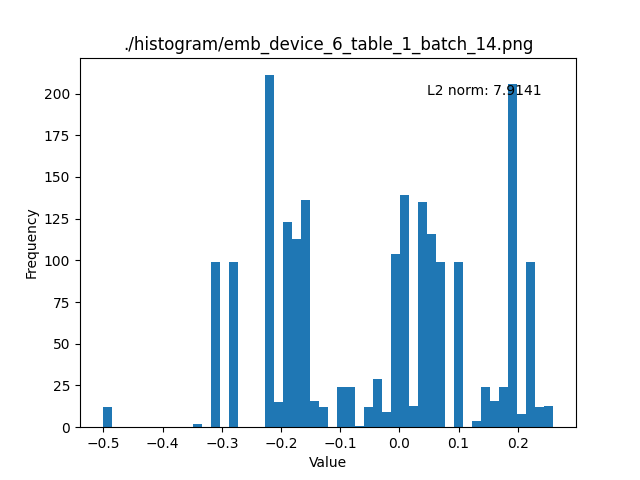 ./histogram/emb_device_6_table_1_batch_14.png
L2 norm: 7.9141
200
175
150
125
100
75
50
25
0
Frequency
−0.5 −0.4 −0.3 −0.2 −0.1 0.0 0.1 0.2
Value